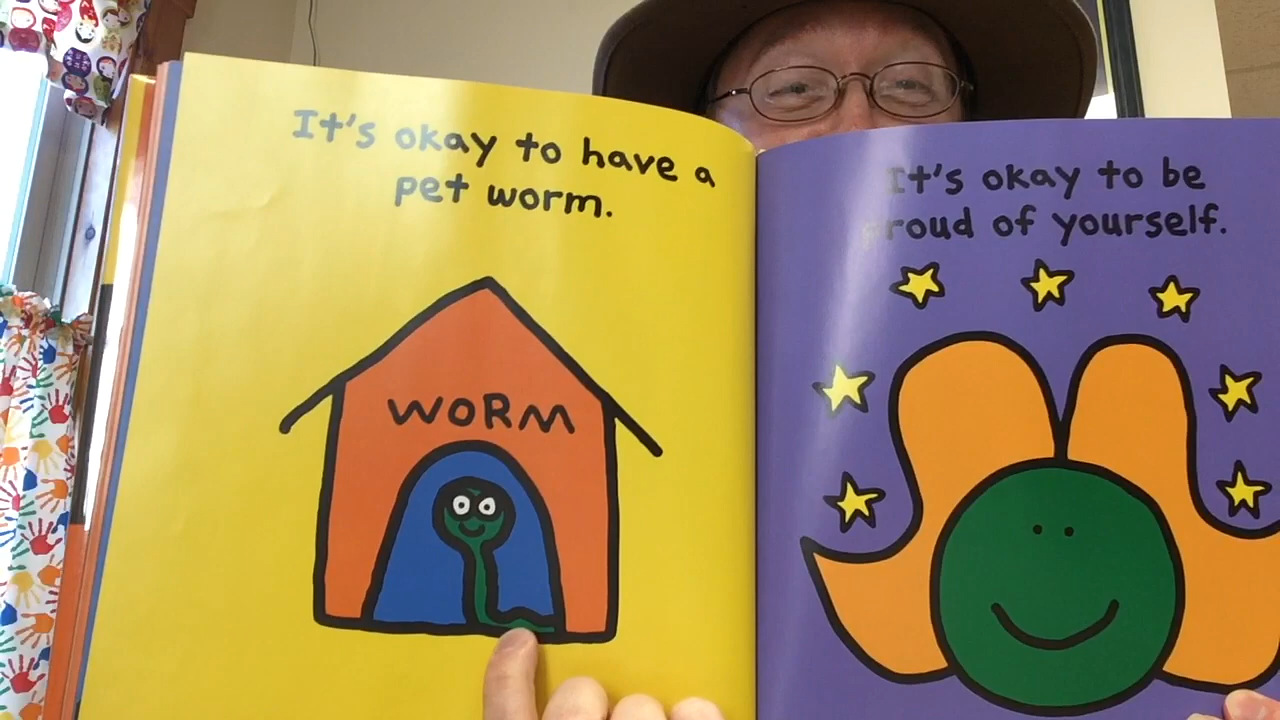 It's okay to have a
pet worm.
WORM
It's okay to be
proud of yourself.